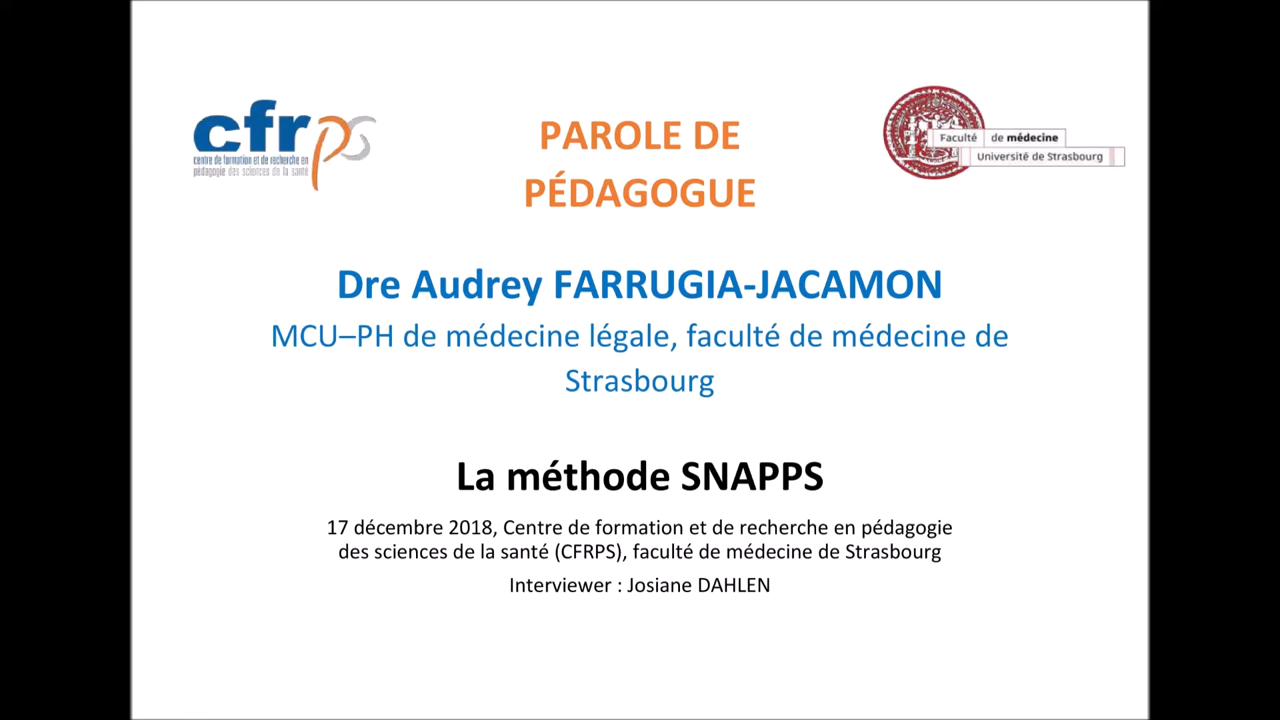 cfrps
centre de formation et de recherche en
pédagogie des sciences de la santé
PAROLE DE
PÉDAGOGUE
Faculté de médecine
Université de Strasbourg
Dre Audrey FARRUGIA-JACAMON
MCU–PH de médecine légale, faculté de médecine de
Strasbourg
La méthode SNAPPS
17 décembre 2018, Centre de formation et de recherche en pédagogie
des sciences de la santé (CFRPS), faculté de médecine de Strasbourg
Interviewer : Josiane DAHLEN